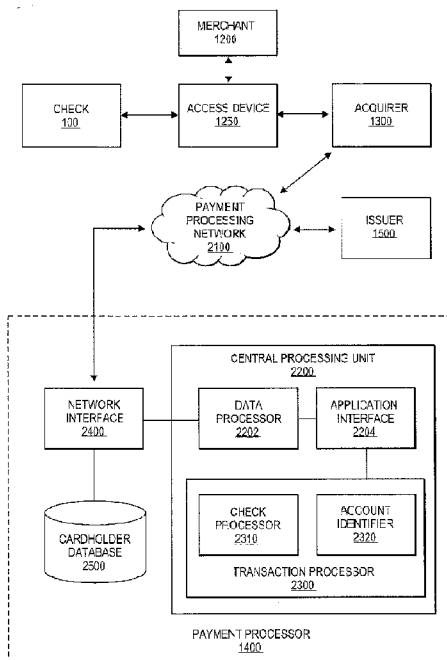 MERCHANT
1200
CHECK
100
ACCESS DEVICE
1250
ACQUIRER
1300
PAYMENT
PROCESSING
NETWORK
2100
ISSUER
1500
CENTRAL PROCESSING UNIT
2200
NETWORK
INTERFACE
2400
DATA
PROCESSOR
2202
APPLICATION
INTERFACE
2204
CARDHOLDER
DATABASE
2500
CHECK
PROCESSOR
2310
ACCOUNT
IDENTIFIER
2320
TRANSACTION PROCESSOR
2300
PAYMENT PROCESSOR
1400